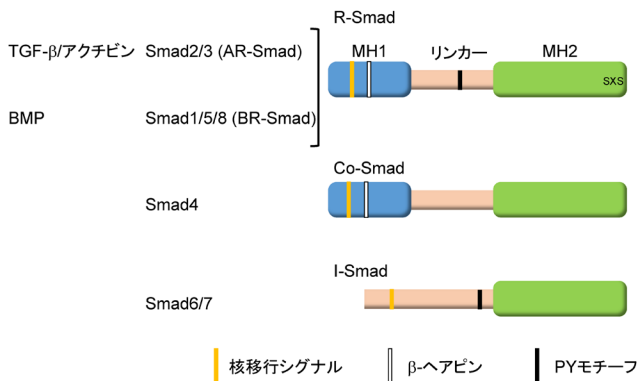 R-Smad
TGF-β/アクチビン Smad2/3 (AR-Smad) MH1 リンカー MH2
SXS
BMP Smad1/5/8 (BR-Smad)
Co-Smad
Smad4
I-Smad
Smad6/7
核移行シグナル β-ヘアピン PYモチーフ